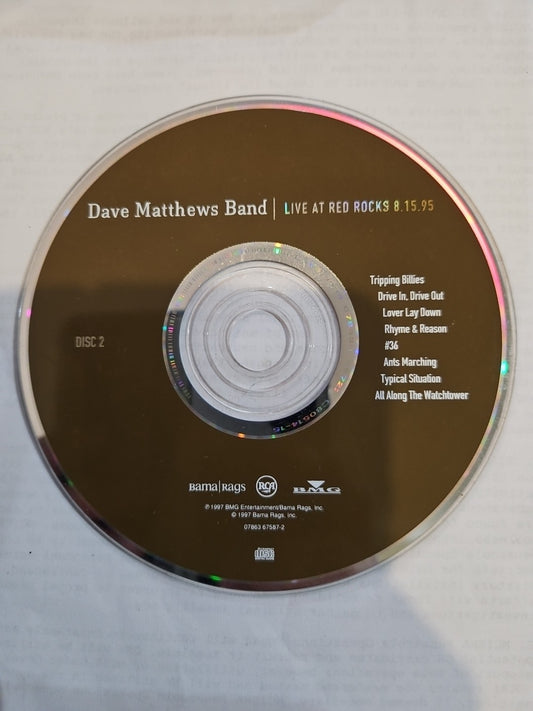 Dave Matthews Band | LIVE AT RED ROCKS 8.15.95
Tripping Billies
Drive In, Drive Out
Lover Lay Down
Rhyme & Reason
#36
Ants Marching
Typical Situation
All Along The Watchtower
DISC 2
Bama|Rags
RCA
BMG
℗ 1997 BMG Entertainment/Bama Rags, Inc.
© 1997 Bama Rags, Inc.
07863 67587-2